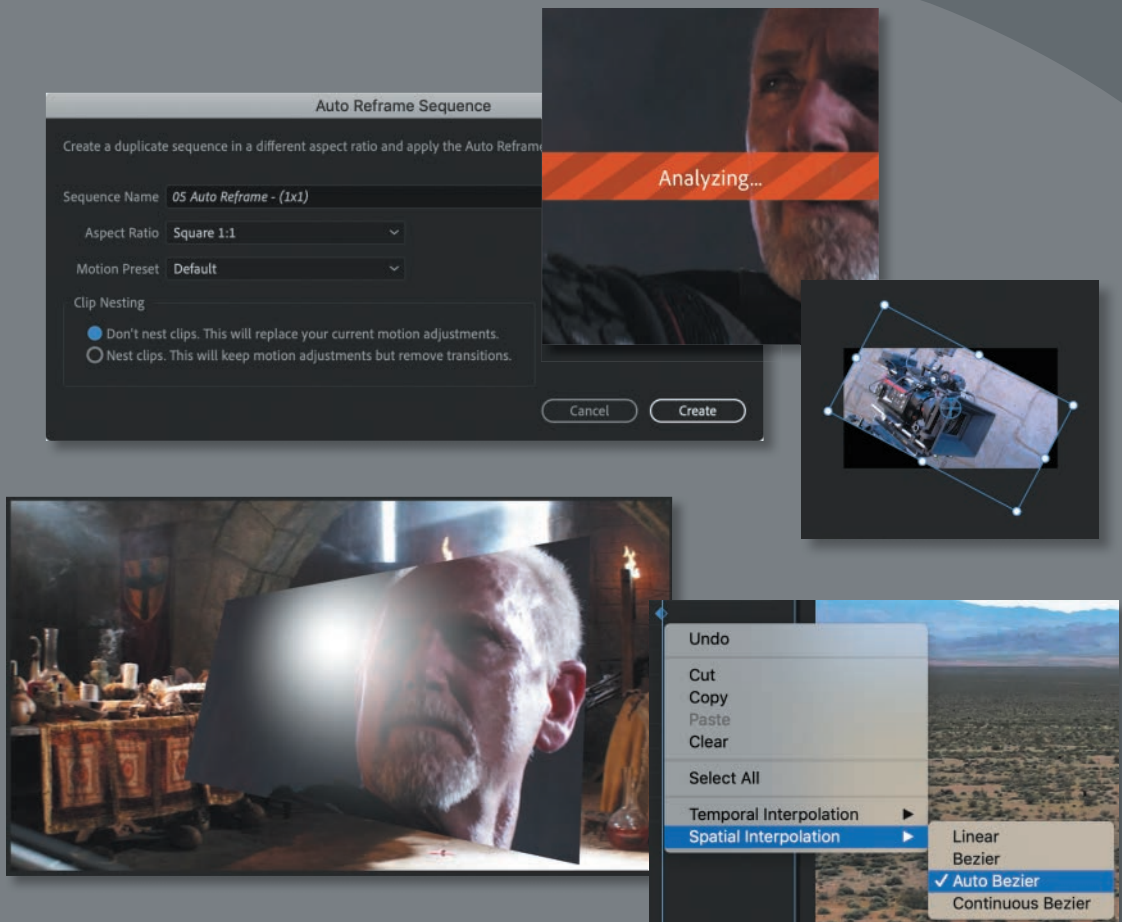 Auto Reframe Sequence
Create a duplicate sequence in a different aspect ratio and apply the Auto Reframe
Sequence Name 05 Auto Reframe - (1x1)
Aspect Ratio Square 1:1
Motion Preset Default
Clip Nesting
Don't nest clips. This will replace your current motion adjustments.
Nest clips. This will keep motion adjustments but remove transitions.
Cancel Create
Analyzing...
Undo
Cut
Copy
Paste
Clear
Select All
Temporal Interpolation
Spatial Interpolation
Linear
Bezier
✓ Auto Bezier
Continuous Bezier